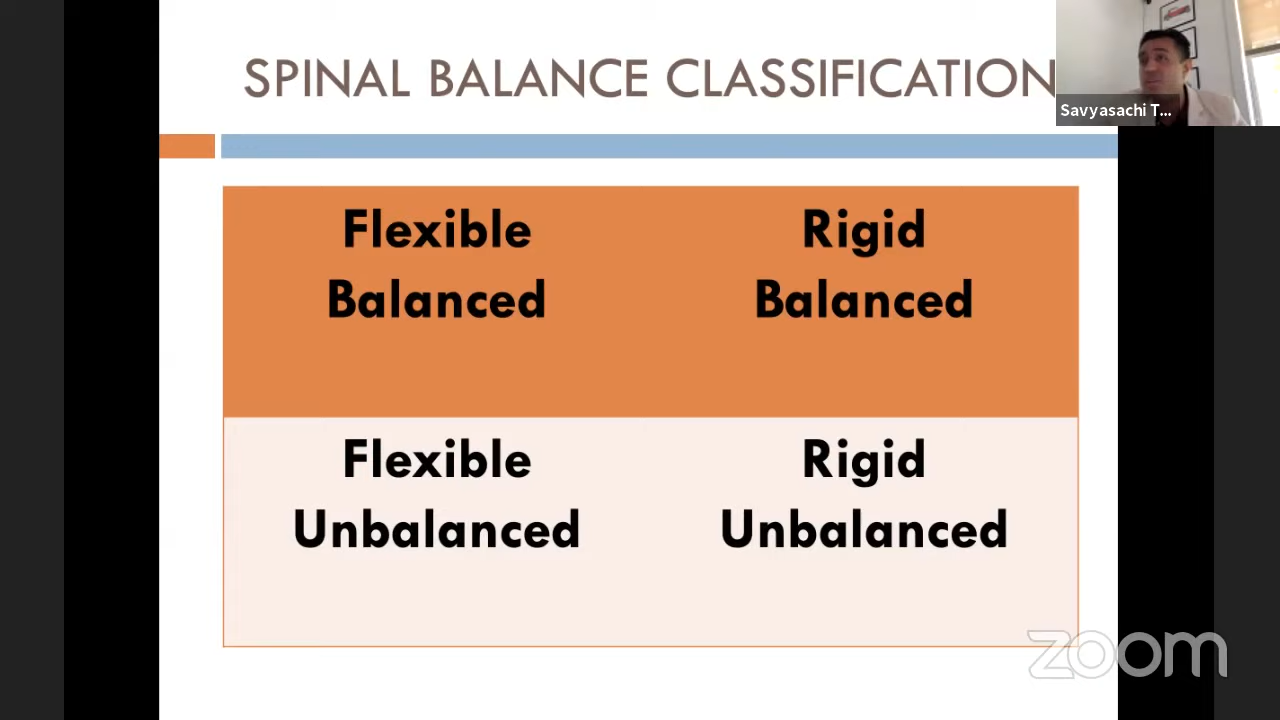 SPINAL BALANCE CLASSIFICATION
Savyasachi T...
Flexible
Balanced
Rigid
Balanced
Flexible
Unbalanced
Rigid
Unbalanced
zoom